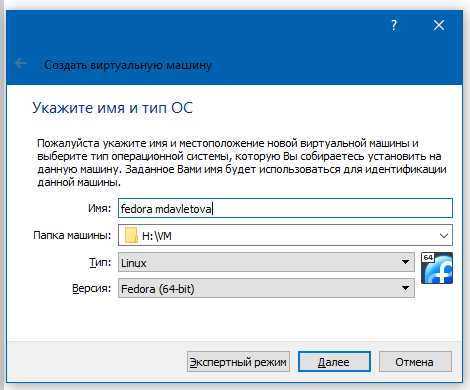 ?
Создать виртуальную машину
Укажите имя и тип ОС
Пожалуйста укажите имя и местоположение новой виртуальной машины и
выберите тип операционной системы, которую Вы собираетесь установить на
данную машину. Заданное Вами имя будет использоваться для идентификации
данной машины.
Имя: fedora mdavletova
Папка машины: H:\VM
Тип: Linux 64
Версия: Fedora (64-bit)
Экспертный режим Далее Отмена